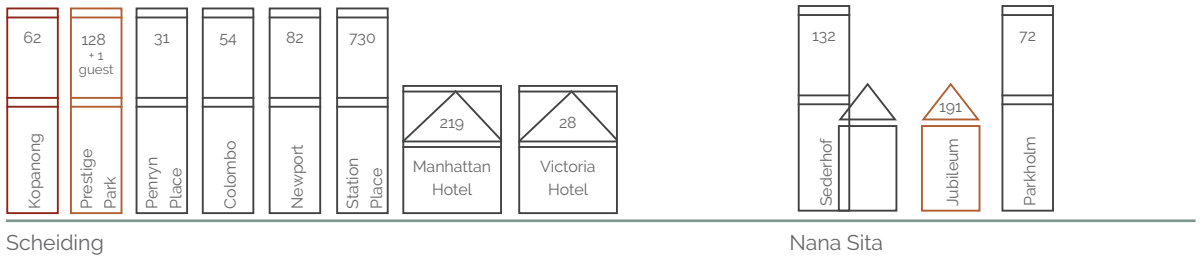 62
128
+ 1
guest
31
54
82
730
219
28
132
191
72
Kopanong
Prestige
Park
Penryn
Place
Colombo
Newport
Station
Place
Manhattan
Hotel
Victoria
Hotel
Sederhof
Jubileum
Parkholm
Scheiding
Nana Sita